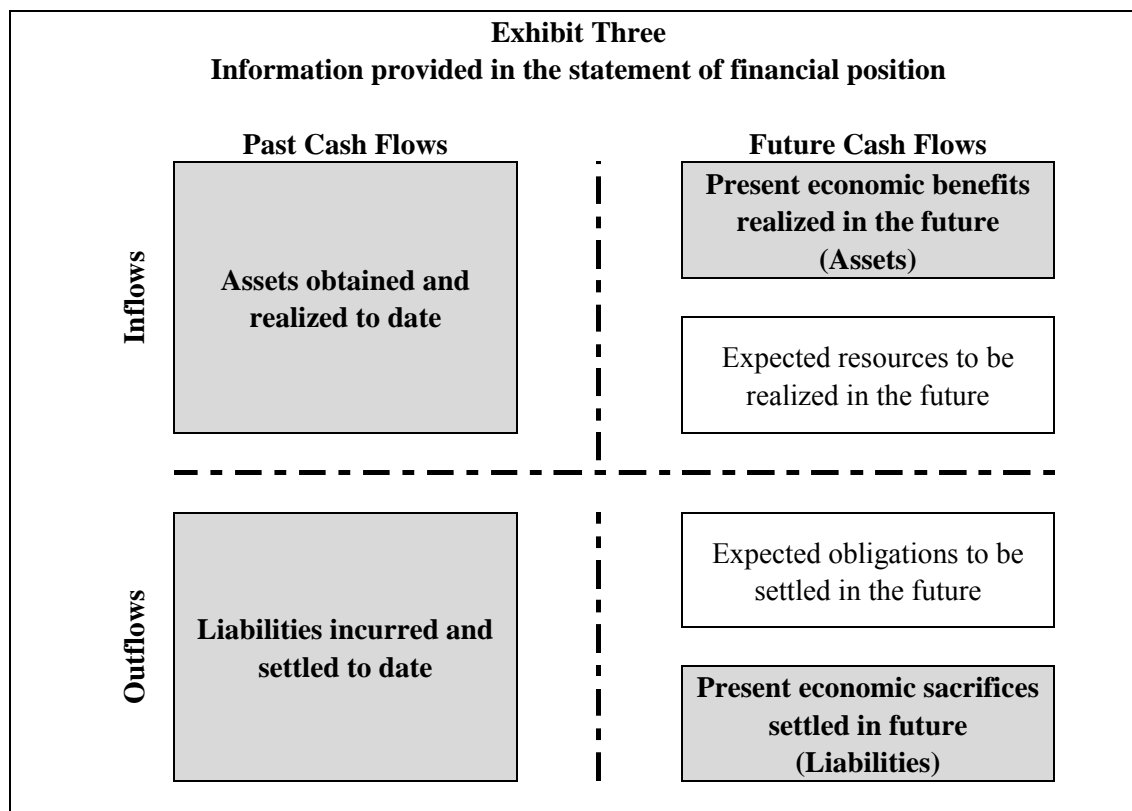 Exhibit Three
Information provided in the statement of financial position
Past Cash Flows
Future Cash Flows
Inflows
Assets obtained and
realized to date
Present economic benefits
realized in the future
(Assets)
Expected resources to be
realized in the future
Outflows
Liabilities incurred and
settled to date
Expected obligations to be
settled in the future
Present economic sacrifices
settled in future
(Liabilities)